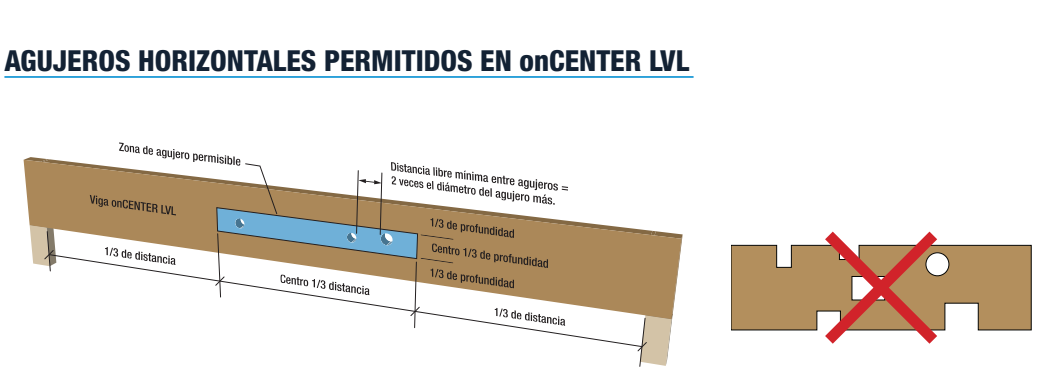 AGUJEROS HORIZONTALES PERMITIDOS EN onCENTER LVL
Zona de agujero permisible
Distancia libre mínima entre agujeros =
2 veces el diámetro del agujero más.
Viga onCENTER LVL
1/3 de profundidad
Centro 1/3 de profundidad
1/3 de profundidad
1/3 de distancia
Centro 1/3 distancia
1/3 de distancia